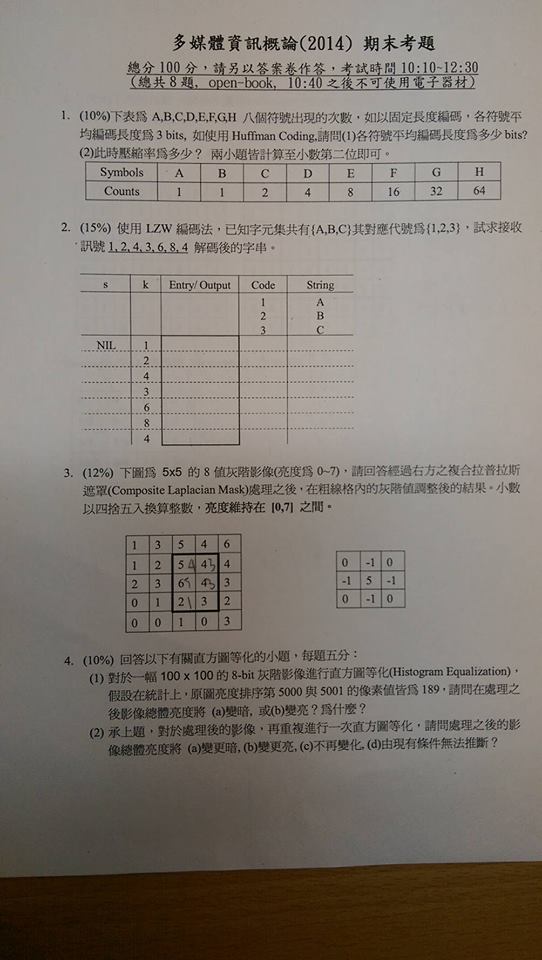 多媒體資訊概論(2014) 期末考題
總分 100 分，請另以答案卷作答，考試時間 10:10~12:30
(總共 8 題, open-book, 10:40 之後不可使用電子器材)
1. (10%)下表為 A,B,C,D,E,F,G,H 八個符號出現的次數，如以固定長度編碼，各符號平
均編碼長度為 3 bits, 如使用 Huffman Coding,請問(1)各符號平均編碼長度為多少 bits?
(2)此時壓縮率為多少？ 兩小題皆計算至小數第二位即可。
Symbols A B C D E F G H
Counts 1 1 2 4 8 16 32 64
2. (15%) 使用 LZW 編碼法，已知字元集共有{A,B,C}其對應代號為{1,2,3}，試求接收
訊號 1, 2, 4, 3, 6, 8, 4 解碼後的字串。
s k Entry/ Output Code String
1 A
2 B
3 C
NIL 1
2
4
3
6
8
4
3. (12%) 下圖為 5x5 的 8 值灰階影像(亮度為 0~7)，請回答經過右方之複合拉普拉斯
遮罩(Composite Laplacian Mask)處理之後，在粗線格內的灰階值調整後的結果。小數
以四捨五入換算整數，亮度維持在 [0,7] 之間。
1 3 5 4 6
1 2 5 4 4 3 4
2 3 6 4 3 3
0 1 2 1 3 2
0 0 1 0 3
0 -1 0
-1 5 -1
0 -1 0
4. (10%) 回答以下有關直方圖等化的小題，每題五分：
(1) 對於一幅 100 x 100 的 8-bit 灰階影像進行直方圖等化(Histogram Equalization)，
假設在統計上，原圖亮度排序第 5000 與 5001 的像素值皆為 189，請問在處理之
後影像總體亮度將 (a)變暗, 或(b)變亮？為什麼？
(2) 承上題，對於處理後的影像，再重複進行一次直方圖等化，請問處理之後的影
像總體亮度將 (a)變更暗, (b)變更亮, (c)不再變化, (d)由現有條件無法推斷？